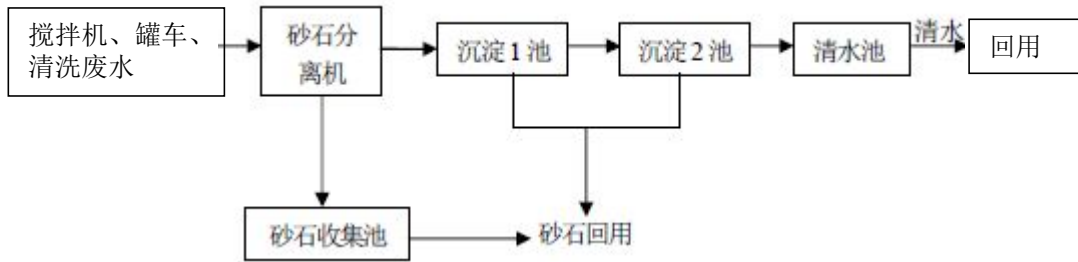 搅拌机、罐车、
清洗废水
砂石分
离机
沉淀1池
沉淀2池
清水池
清水
回用
砂石收集池
砂石回用